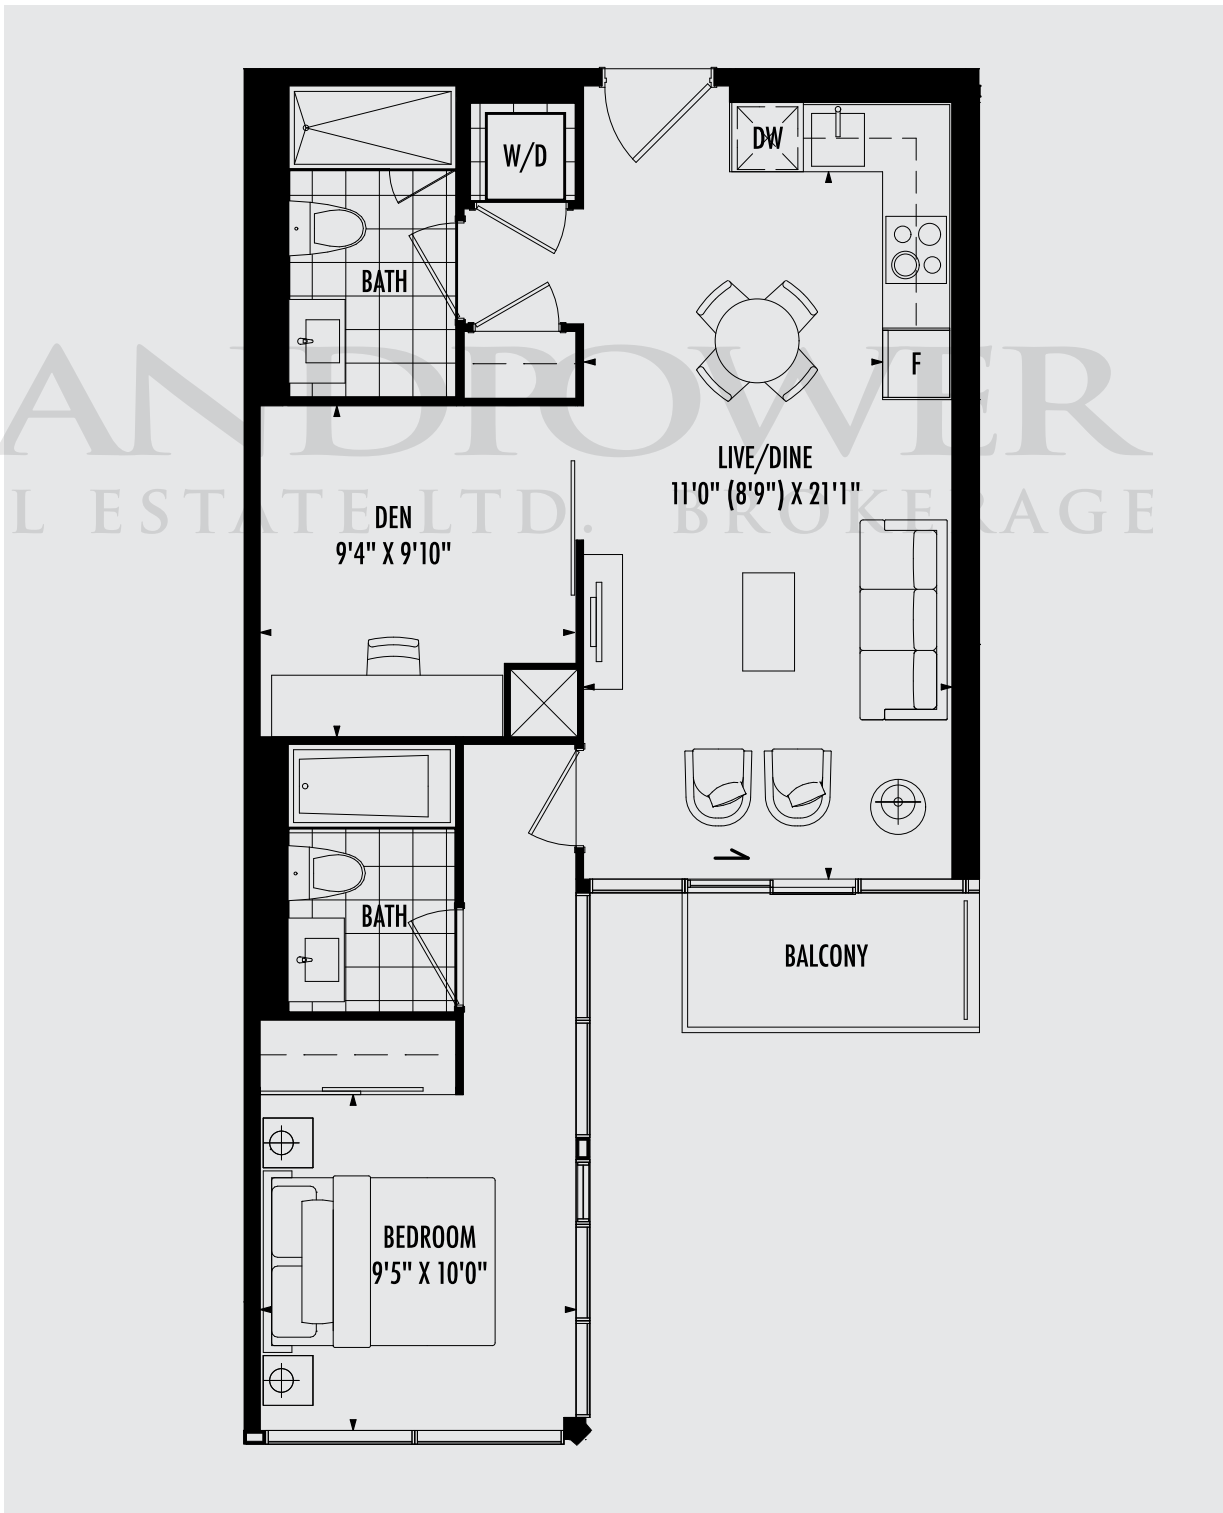 W/D
DW
BATH
F
ANDPOWER
LIVE/DINE
11'0" (8'9") X 21'1"
L ESTATE LTD. BROKERAGE
DEN
9'4" X 9'10"
BATH
BALCONY
BEDROOM
9'5" X 10'0"